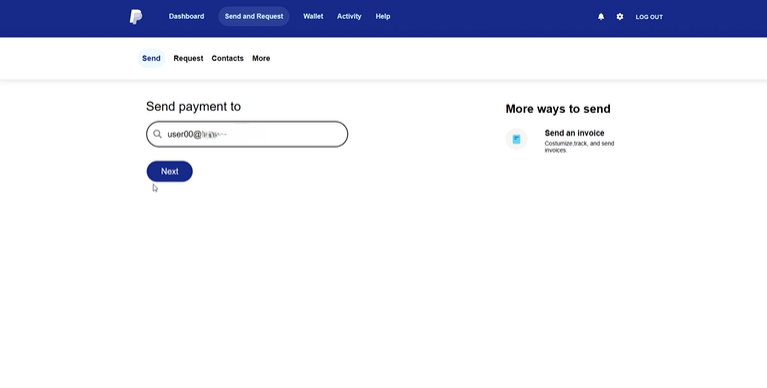 Dashboard
Send and Request
Wallet
Activity
Help
LOG OUT
Send
Request
Contacts
More
Send payment to
user00@
Next
More ways to send
Send an invoice
Costumize,track, and send
invoices.